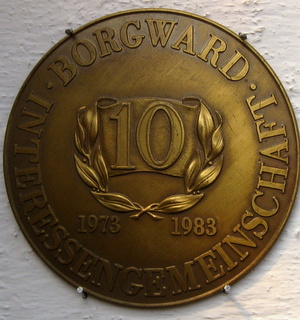 · BORGWARD ·
INTERESSENGEMEINSCHAFT
10
1973 1983